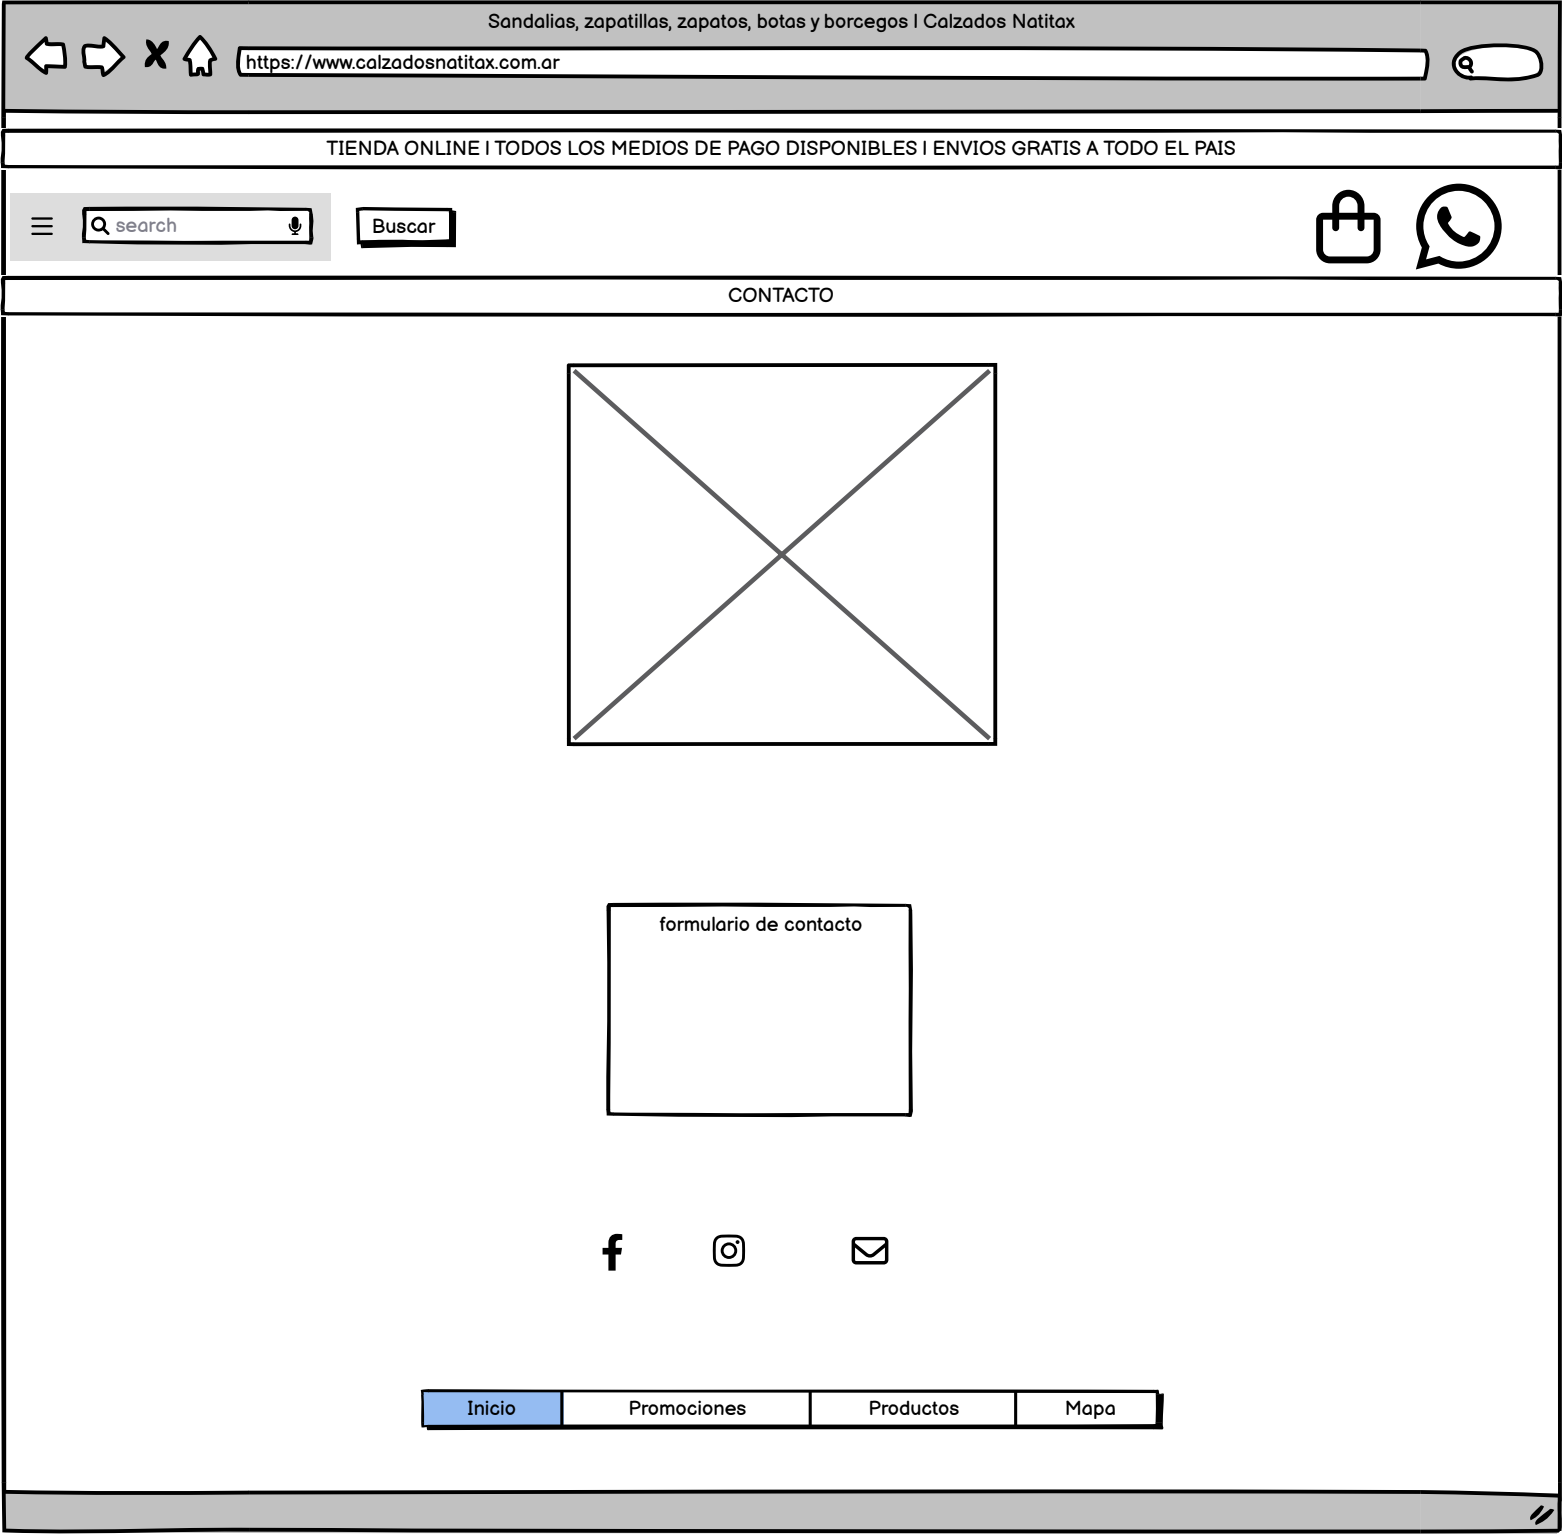 Sandalias, zapatillas, zapatos, botas y borcegos | Calzados Natitax
https://www.calzadosnatitax.com.ar
TIENDA ONLINE | TODOS LOS MEDIOS DE PAGO DISPONIBLES | ENVIOS GRATIS A TODO EL PAIS
search
Buscar
CONTACTO
formulario de contacto
Inicio
Promociones
Productos
Mapa